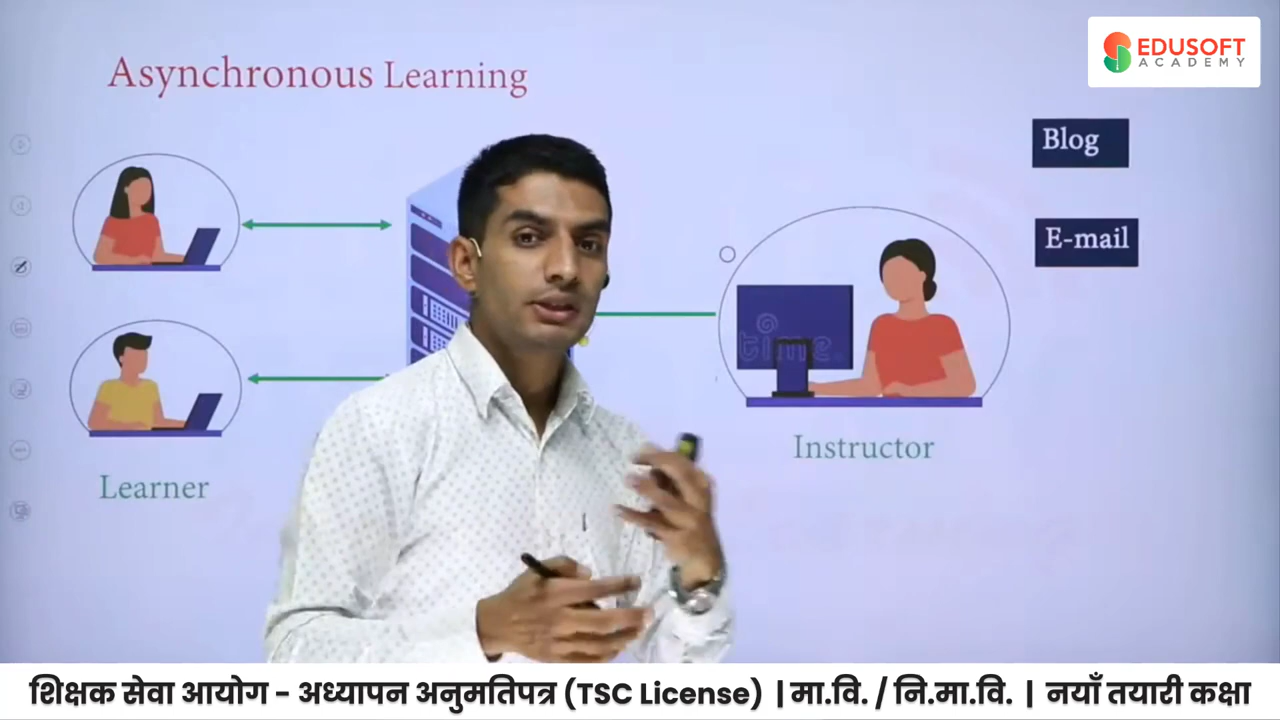 Asynchronous Learning
EDUSOFT
ACADEMY
Blog
E-mail
time
Instructor
Learner
शिक्षक सेवा आयोग - अध्यापन अनुमतिपत्र (TSC License) | मा.वि. / नि.मा.वि. | नयाँ तयारी कक्षा